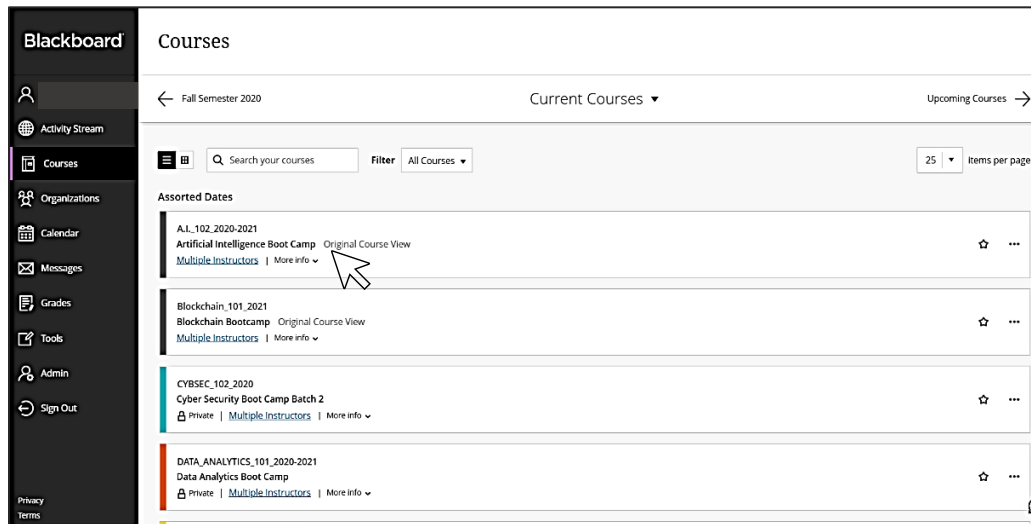 Blackboard
Courses
Fall Semester 2020
Current Courses
Upcoming Courses
Activity Stream
Courses
Organizations
Calendar
Messages
Grades
Tools
Admin
Sign Out
Privacy
Terms
Search your courses
Filter
All Courses
25
items per page
Assorted Dates
A.I._102_2020-2021
Artificial Intelligence Boot Camp Original Course View
Multiple Instructors | More info
Blockchain_101_2021
Blockchain Bootcamp Original Course View
Multiple Instructors | More info
CYBSEC_102_2020
Cyber Security Boot Camp Batch 2
Private | Multiple Instructors | More info
DATA_ANALYTICS_101_2020-2021
Data Analytics Boot Camp
Private | Multiple Instructors | More info